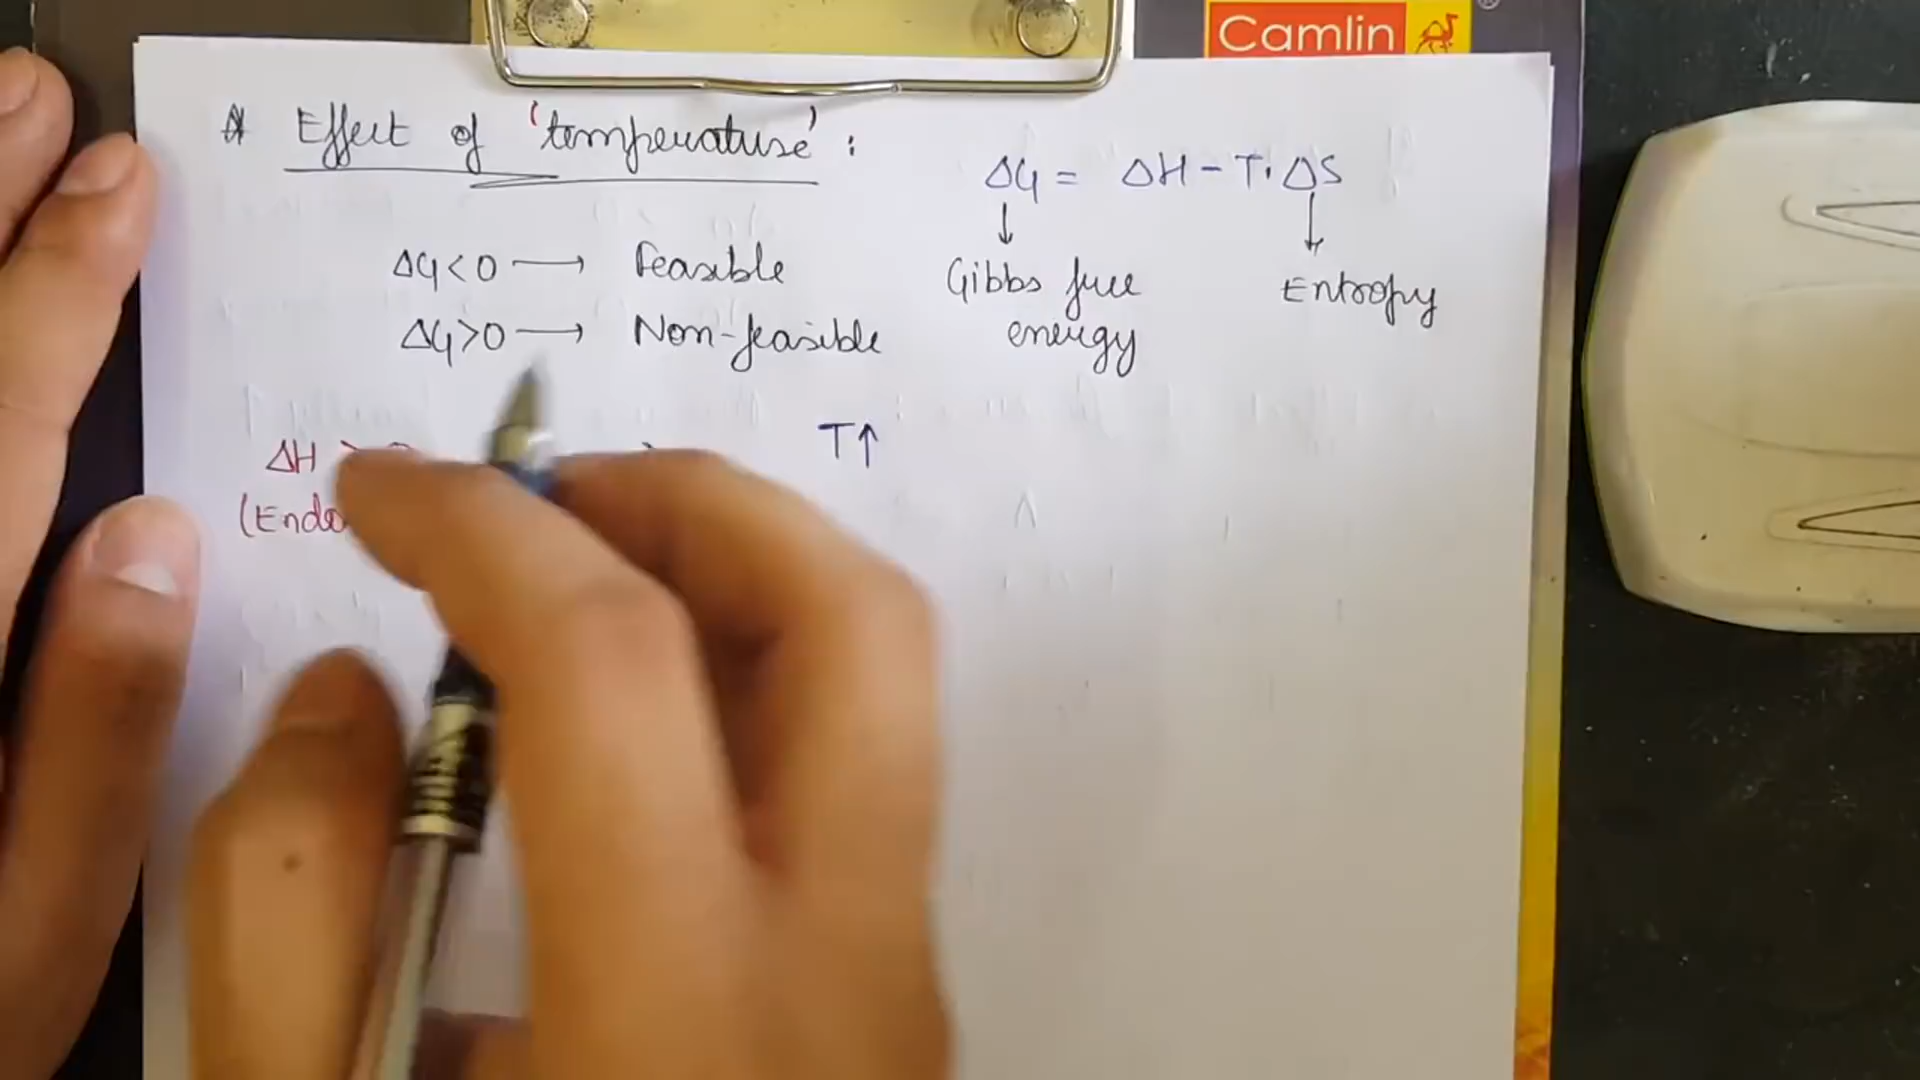 Camlin
* Effect of 'temperature' :
ΔG = ΔH - T. ΔS
ΔG < 0 → Feasible
Gibbs free energy
Entropy
ΔG > 0 → Non-feasible
ΔH > 0
T↑
(Endo